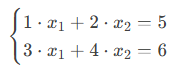 1 · x₁ + 2 · x₂ = 5
3 · x₁ + 4 · x₂ = 6